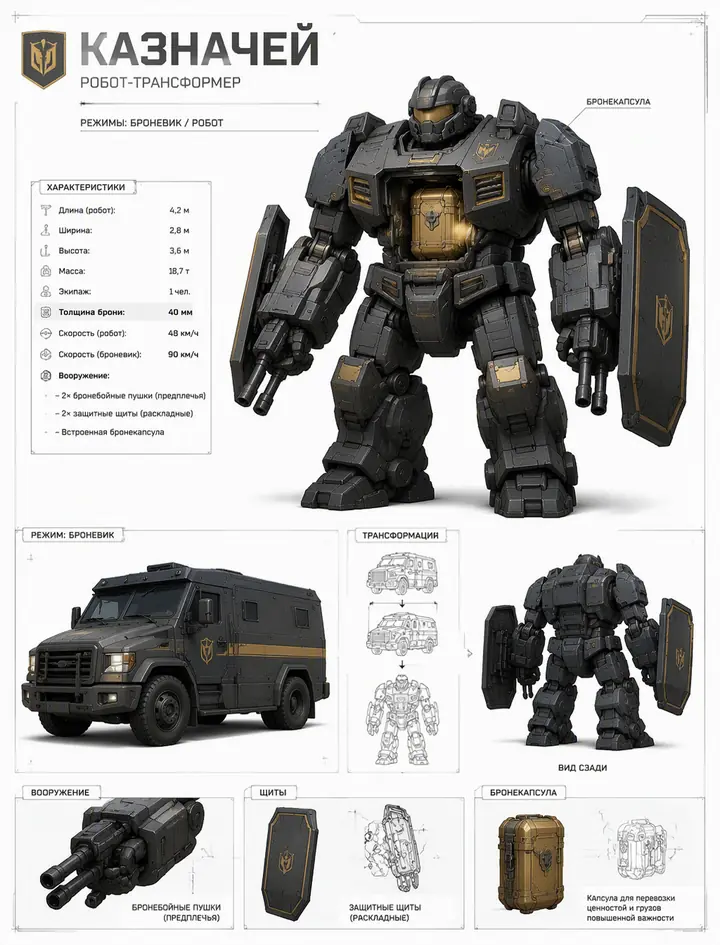 КАЗНАЧЕЙ
РОБОТ-ТРАНСФОРМЕР
РЕЖИМЫ: БРОНЕВИК / РОБОТ
БРОНЕКАПСУЛА
ХАРАКТЕРИСТИКИ
Длина (робот): 4,2 м
Ширина: 2,8 м
Высота: 3,6 м
Масса: 18,7 т
Экипаж: 1 чел.
Толщина брони: 40 мм
Скорость (робот): 48 км/ч
Скорость (броневик): 90 км/ч
Вооружение:
– 2× бронебойные пушки (предплечья)
– 2× защитные щиты (раскладные)
– Встроенная бронекапсула
РЕЖИМ: БРОНЕВИК
ТРАНСФОРМАЦИЯ
ВИД СЗАДИ
ВООРУЖЕНИЕ
БРОНЕБОЙНЫЕ ПУШКИ
(ПРЕДПЛЕЧЬЯ)
ЩИТЫ
ЗАЩИТНЫЕ ЩИТЫ
(РАСКЛАДНЫЕ)
БРОНЕКАПСУЛА
Капсула для перевозки
ценностей и грузов
повышенной важности